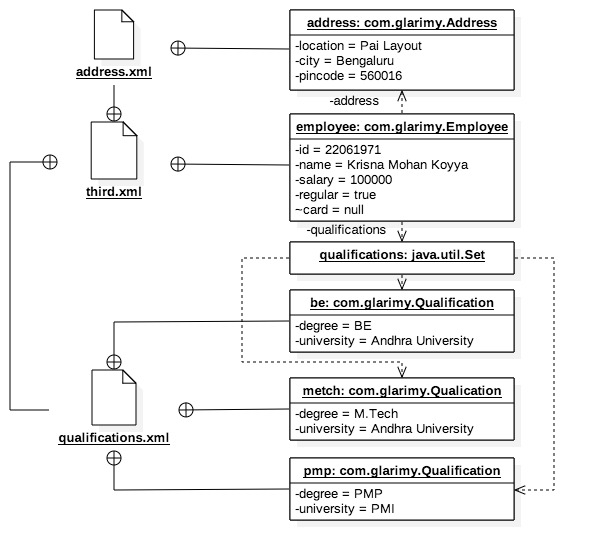 address: com.glarimy.Address
-location = Pai Layout
-city = Bengaluru
-pincode = 560016
address.xml
-address
employee: com.glarimy.Employee
-id = 22061971
-name = Krisna Mohan Koyya
-salary = 100000
-regular = true
~card = null
third.xml
-qualifications
qualifications: java.util.Set
be: com.glarimy.Qualification
-degree = BE
-university = Andhra University
metch: com.glarimy.Qualication
-degree = M.Tech
-university = Andhra University
qualifications.xml
pmp: com.glarimy.Qualification
-degree = PMP
-university = PMI